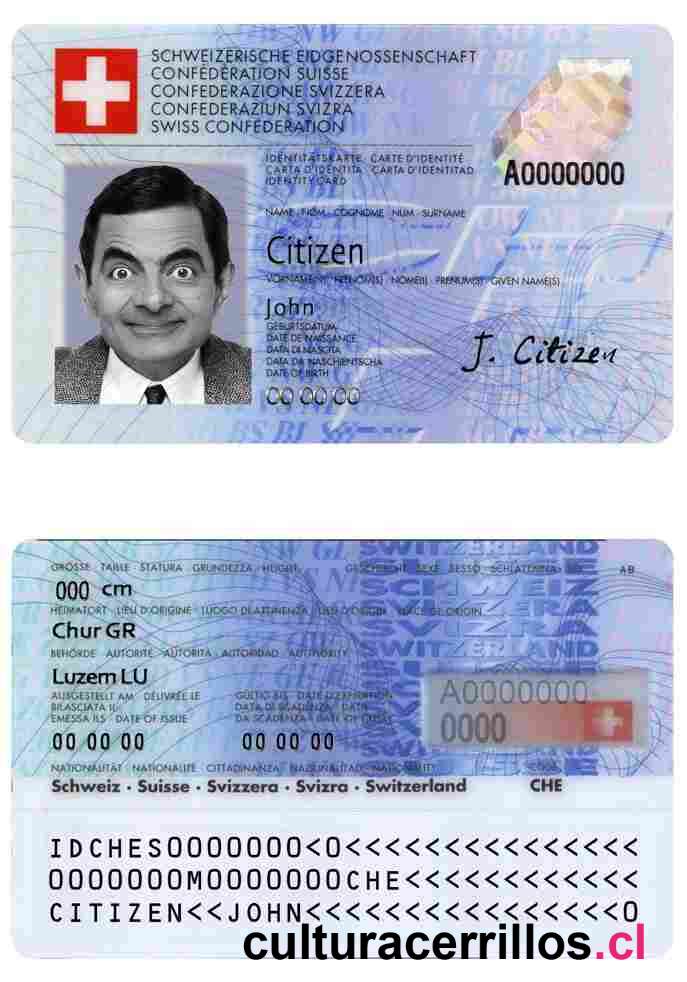 SCHWEIZERISCHE EIDGENOSSENSCHAFT
CONFÉDÉRATION SUISSE
CONFEDERAZIONE SVIZZERA
CONFEDERAZIUN SVIZRA
SWISS CONFEDERATION
IDENTITÄTSKARTE CARTE D'IDENTITÉ
CARTA D'IDENTITÀ CARTA D'IDENTITAD
IDENTITY CARD
A0000000
NAME NOM COGNOME NUM SURNAME
Citizen
VORNAME(N) PRÉNOM(S) NOME(I) PRENUM(S) GIVEN NAME(S)
John
GEBURTSDATUM
DATE DE NAISSANCE
DATA DI NASCITA
DATA DA NASCHIENTSCHA
DATE OF BIRTH
00 00 00
J. Citizen
GRÖSSE TAILLE STATURA GRONDEZZA HEIGHT
SEXE SESSO
AB
000 cm
HEIMATORT LIEU D'ORIGINE LUOGO DI ATTINENZA PLACE OF ORIGIN
Chur GR
BEHÖRDE AUTORITÉ AUTORITÀ AUTORIDAD AUTHORITY
Luzem LU
AUSGESTELLT AM DÉLIVRÉE LE
RILASCIATA IL
EMESSA ILS DATE OF ISSUE
GÜLTIG BIS DATE D'EXPIRATION
DATA DI SCADENZA DATA
DA SCADENZA DATE OF EXPIRY
00 00 00
00 00 00
A0000000
0000
SWITZERLAND
SCHWEIZ
SVIZZERA
SVIZRA
SWITZERLAND
NATIONALITÄT NATIONALITÉ CITTADINANZA NAZIUNALITAD NATIONALITY
CODE
Schweiz · Suisse · Svizzera · Svizra · Switzerland
CHE
IDCHES0000000<0<<<<<<<<<<<<<<<
0000000M0000000CHE<<<<<<<<<<<<
CITIZEN<<JOHN<<<<<<<<<<<<<<<<0
culturacerrillos.cl